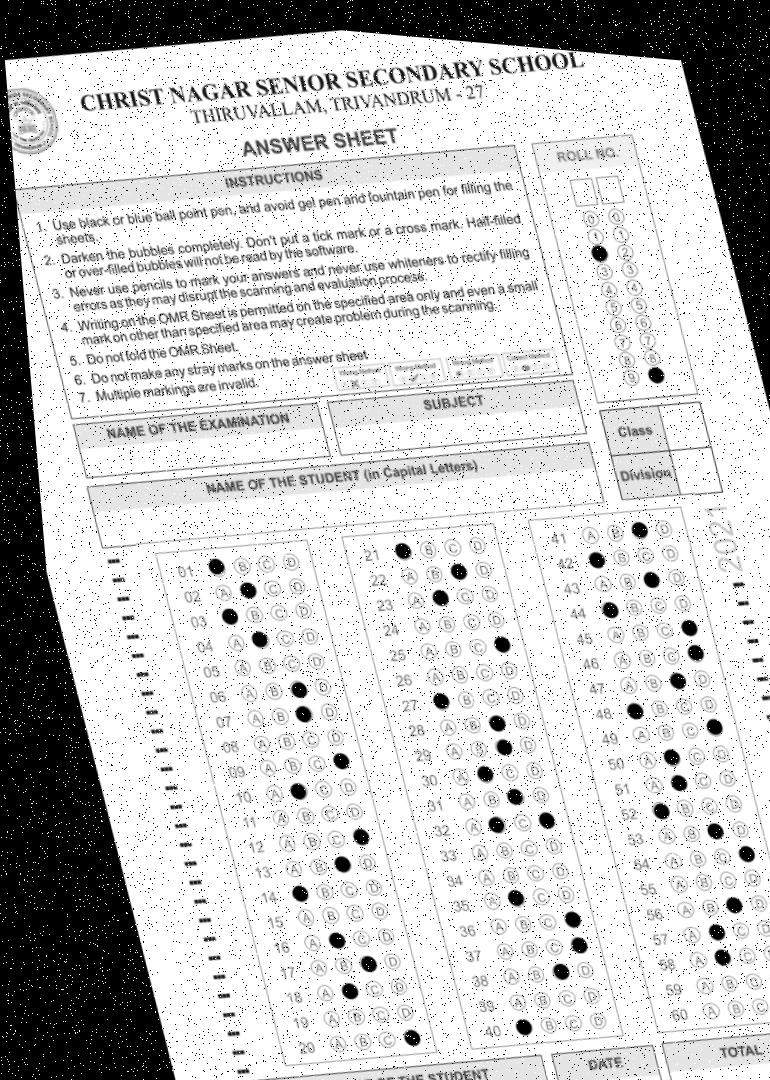 CHRIST NAGAR SENIOR SECONDARY SCHOOL
THIRUVALLAM, TRIVANDRUM - 27
ANSWER SHEET
INSTRUCTIONS
1. Use black or blue ball point pen, and avoid gel pen and fountain pen for filling the
sheets.
2. Darken the bubbles completely. Don't put a tick mark or a cross mark. Half-filled
or over-filled bubbles will not be read by the software.
3. Never use pencils to mark your answers and never use whiteners to rectify filling
errors as they may disrupt the scanning and evaluation process.
4. Writing on the OMR Sheet is permitted on the specified area only and even a small
mark on other than specified area may create problem during the scanning.
5. Do not fold the OMR Sheet.
6. Do not make any stray marks on the answer sheet
7. Multiple markings are invalid.
ROLL NO.
0 0
1 1
2
3 3
4 4
5 5
6 6
7 7
8 8
9
NAME OF THE EXAMINATION
SUBJECT
Class
Division
NAME OF THE STUDENT (in Capital Letters)
2021
01 B C D
02 A C D
03 B C D
04 A C D
05 A B C D
06 A B D
07 A B D
08 A B C D
09 A B C
10 A C D
11 A B C D
12 A B C
13 A B D
14 B C D
15 A B C D
16 A C D
17 A B D
18 A C D
19 A B C D
20 A B C
21 B C D
22 A B D
23 A C D
24 A B C D
25 A B C
26 A B C D
27 B C D
28 A B D
29 A B D
30 A C D
31 A B D
32 A C
33 A B C D
34 A B C D
35 A C D
36 A B C
37 A B C
38 A B D
39 A B C D
40 B C D
41 A B D
42 B C D
43 A B D
44 B C D
45 A B C
46 A B C
47 A B D
48 B C D
49 A B C
50 A C D
51 A C D
52 B C D
53 A B D
54 A B C
55 A B C D
56 A B D
57 A C D
58 A C
59 A B C
60 A B C
OF THE STUDENT
DATE
TOTAL